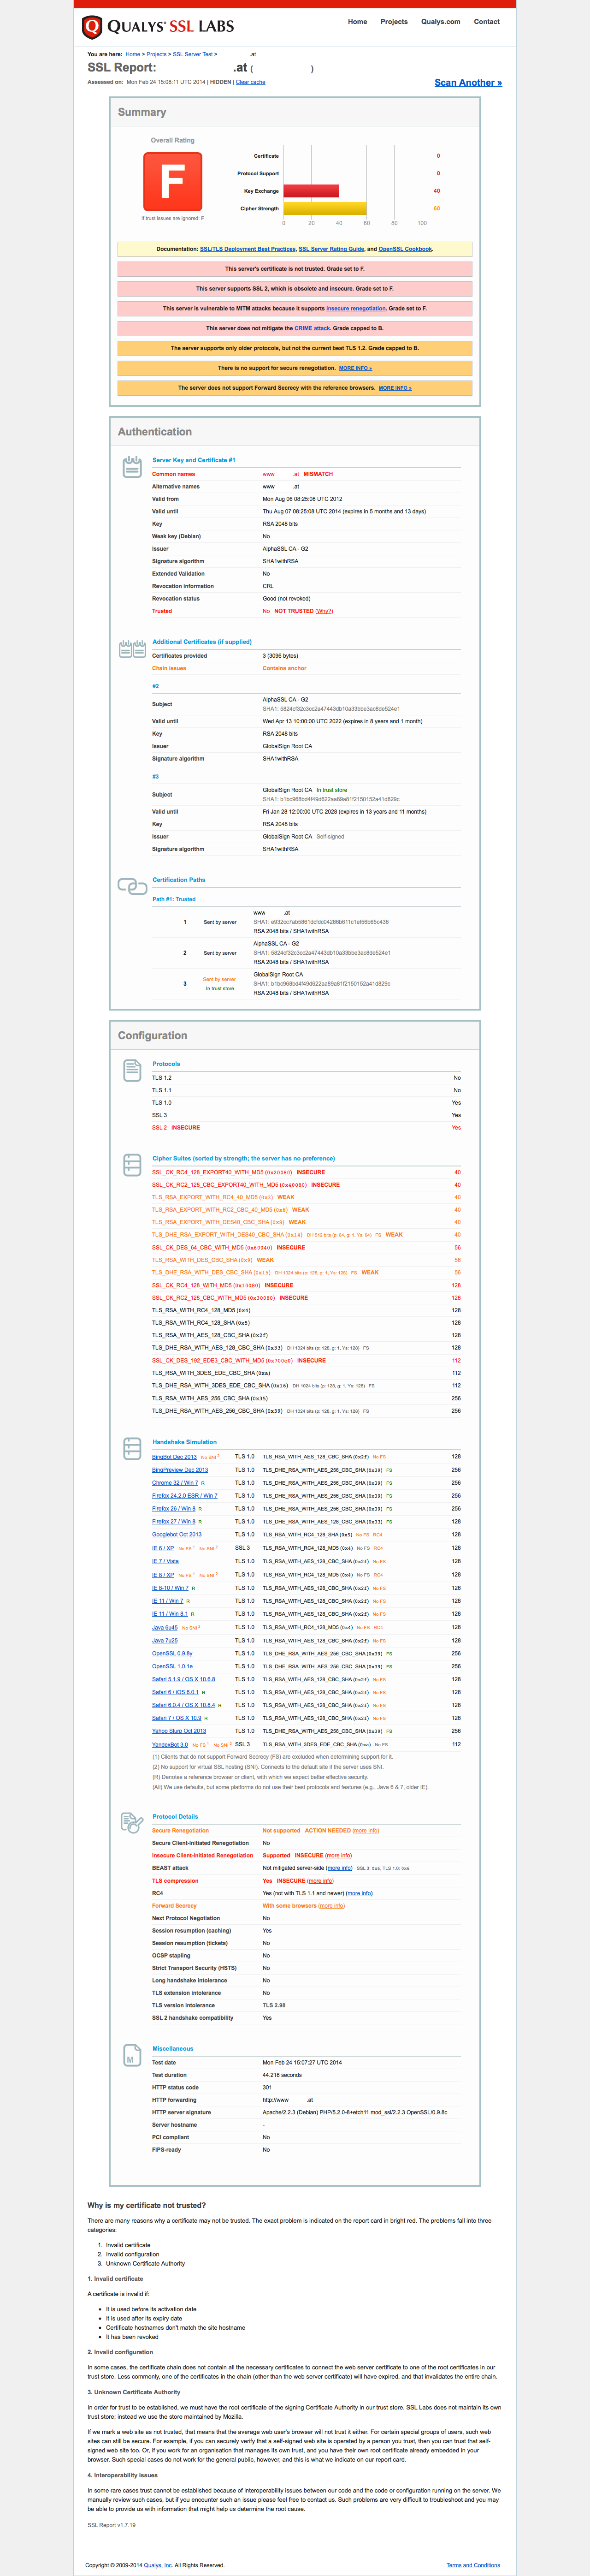 QUALYS® SSL LABS
Home Projects Qualys.com Contact
You are here: Home > Projects > SSL Server Test > .at
SSL Report: .at ( )
Assessed on: Mon Feb 24 15:08:11 UTC 2014 | HIDDEN | Clear cache
Scan Another »
Summary
Overall Rating
F
If trust issues are ignored: F
Certificate 0
Protocol Support 0
Key Exchange 40
Cipher Strength 60
0 20 40 60 80 100
Documentation: SSL/TLS Deployment Best Practices, SSL Server Rating Guide, and OpenSSL Cookbook.
This server's certificate is not trusted. Grade set to F.
This server supports SSL 2, which is obsolete and insecure. Grade set to F.
This server is vulnerable to MITM attacks because it supports insecure renegotiation. Grade set to F.
This server does not mitigate the CRIME attack. Grade capped to B.
The server supports only older protocols, but not the current best TLS 1.2. Grade capped to B.
There is no support for secure renegotiation. MORE INFO »
The server does not support Forward Secrecy with the reference browsers. MORE INFO »
Authentication
Server Key and Certificate #1
Common names www .at MISMATCH
Alternative names www .at
Valid from Mon Aug 06 08:25:08 UTC 2012
Valid until Thu Aug 07 08:25:08 UTC 2014 (expires in 5 months and 13 days)
Key RSA 2048 bits
Weak key (Debian) No
Issuer AlphaSSL CA - G2
Signature algorithm SHA1withRSA
Extended Validation No
Revocation information CRL
Revocation status Good (not revoked)
Trusted No NOT TRUSTED (Why?)
Additional Certificates (if supplied)
Certificates provided 3 (3096 bytes)
Chain issues Contains anchor
#2
Subject AlphaSSL CA - G2
SHA1: 5824cf32c3cc2a47443db10a33bbe3ac8de524e1
Valid until Wed Apr 13 10:00:00 UTC 2022 (expires in 8 years and 1 month)
Key RSA 2048 bits
Issuer GlobalSign Root CA
Signature algorithm SHA1withRSA
#3
Subject GlobalSign Root CA In trust store
SHA1: b1bc968bd4f49d622aa89a81f2150152a41d829c
Valid until Fri Jan 28 12:00:00 UTC 2028 (expires in 13 years and 11 months)
Key RSA 2048 bits
Issuer GlobalSign Root CA Self-signed
Signature algorithm SHA1withRSA
Certification Paths
Path #1: Trusted
1 Sent by server www .at
RSA 2048 bits / SHA1withRSA
2 Sent by server AlphaSSL CA - G2
SHA1: 5824cf32c3cc2a47443db10a33bbe3ac8de524e1
RSA 2048 bits / SHA1withRSA
3 Sent by server
In trust store
GlobalSign Root CA
SHA1: b1bc968bd4f49d622aa89a81f2150152a41d829c
RSA 2048 bits / SHA1withRSA
Configuration
Protocols
TLS 1.2 No
TLS 1.1 No
TLS 1.0 Yes
SSL 3 Yes
SSL 2 INSECURE Yes
Cipher Suites (sorted by strength; the server has no preference)
SSL_CK_RC4_128_EXPORT40_WITH_MD5 (0x20080) INSECURE 40
SSL_CK_RC2_128_CBC_EXPORT40_WITH_MD5 (0x40080) INSECURE 40
TLS_RSA_EXPORT_WITH_RC4_40_MD5 (0x3) WEAK 40
TLS_RSA_EXPORT_WITH_RC2_CBC_40_MD5 (0x6) WEAK 40
TLS_RSA_EXPORT_WITH_DES40_CBC_SHA (0x8) WEAK 40
TLS_DHE_RSA_EXPORT_WITH_DES40_CBC_SHA (0x14) DH 512 bits (p: 64, g: 1, Ys: 64) FS WEAK 40
SSL_CK_DES_64_CBC_WITH_MD5 (0x60040) INSECURE 56
TLS_RSA_WITH_DES_CBC_SHA (0x9) WEAK 56
TLS_DHE_RSA_WITH_DES_CBC_SHA (0x15) DH 1024 bits (p: 128, g: 1, Ys: 128) FS WEAK 56
SSL_CK_RC4_128_WITH_MD5 (0x10080) INSECURE 128
SSL_CK_RC2_128_CBC_WITH_MD5 (0x30080) INSECURE 128
TLS_RSA_WITH_RC4_128_MD5 (0x4) 128
TLS_RSA_WITH_RC4_128_SHA (0x5) 128
TLS_RSA_WITH_AES_128_CBC_SHA (0x2f) 128
TLS_DHE_RSA_WITH_AES_128_CBC_SHA (0x33) DH 1024 bits (p: 128, g: 1, Ys: 128) FS 128
SSL_CK_DES_192_EDE3_CBC_WITH_MD5 (0x700c0) INSECURE 112
TLS_RSA_WITH_3DES_EDE_CBC_SHA (0xa) 112
TLS_DHE_RSA_WITH_3DES_EDE_CBC_SHA (0x16) DH 1024 bits (p: 128, g: 1, Ys: 128) FS 112
TLS_RSA_WITH_AES_256_CBC_SHA (0x35) 256
TLS_DHE_RSA_WITH_AES_256_CBC_SHA (0x39) DH 1024 bits (p: 128, g: 1, Ys: 128) FS 256
Handshake Simulation
BingBot Dec 2013 No SNI 2 TLS 1.0 TLS_RSA_WITH_AES_128_CBC_SHA (0x2f) No FS 128
BingPreview Dec 2013 TLS 1.0 TLS_DHE_RSA_WITH_AES_256_CBC_SHA (0x39) FS 256
Chrome 32 / Win 7 R TLS 1.0 TLS_DHE_RSA_WITH_AES_256_CBC_SHA (0x39) FS 256
Firefox 24.2.0 ESR / Win 7 TLS 1.0 TLS_DHE_RSA_WITH_AES_256_CBC_SHA (0x39) FS 256
Firefox 26 / Win 8 R TLS 1.0 TLS_DHE_RSA_WITH_AES_256_CBC_SHA (0x39) FS 256
Firefox 27 / Win 8 R TLS 1.0 TLS_DHE_RSA_WITH_AES_128_CBC_SHA (0x33) FS 128
Googlebot Oct 2013 TLS 1.0 TLS_RSA_WITH_RC4_128_SHA (0x5) No FS RC4 128
IE 6 / XP No FS 1 No SNI 2 SSL 3 TLS_RSA_WITH_RC4_128_MD5 (0x4) No FS RC4 128
IE 7 / Vista TLS 1.0 TLS_RSA_WITH_AES_128_CBC_SHA (0x2f) No FS 128
IE 8 / XP No FS 1 No SNI 2 TLS 1.0 TLS_RSA_WITH_RC4_128_MD5 (0x4) No FS RC4 128
IE 8-10 / Win 7 R TLS 1.0 TLS_RSA_WITH_AES_128_CBC_SHA (0x2f) No FS 128
IE 11 / Win 7 R TLS 1.0 TLS_RSA_WITH_AES_128_CBC_SHA (0x2f) No FS 128
IE 11 / Win 8.1 R TLS 1.0 TLS_RSA_WITH_AES_128_CBC_SHA (0x2f) No FS 128
Java 6u45 No SNI 2 TLS 1.0 TLS_RSA_WITH_RC4_128_MD5 (0x4) No FS RC4 128
Java 7u25 TLS 1.0 TLS_RSA_WITH_AES_128_CBC_SHA (0x2f) No FS 128
OpenSSL 0.9.8y TLS 1.0 TLS_DHE_RSA_WITH_AES_256_CBC_SHA (0x39) FS 256
OpenSSL 1.0.1e TLS 1.0 TLS_DHE_RSA_WITH_AES_256_CBC_SHA (0x39) FS 256
Safari 5.1.9 / OS X 10.6.8 TLS 1.0 TLS_RSA_WITH_AES_128_CBC_SHA (0x2f) No FS 128
Safari 6 / iOS 6.0.1 R TLS 1.0 TLS_RSA_WITH_AES_128_CBC_SHA (0x2f) No FS 128
Safari 6.0.4 / OS X 10.8.4 R TLS 1.0 TLS_RSA_WITH_AES_128_CBC_SHA (0x2f) No FS 128
Safari 7 / OS X 10.9 R TLS 1.0 TLS_RSA_WITH_AES_128_CBC_SHA (0x2f) No FS 128
Yahoo Slurp Oct 2013 TLS 1.0 TLS_DHE_RSA_WITH_AES_256_CBC_SHA (0x39) FS 256
YandexBot 3.0 No FS 1 No SNI 2 SSL 3 TLS_RSA_WITH_3DES_EDE_CBC_SHA (0xa) No FS 112
(1) Clients that do not support Forward Secrecy (FS) are excluded when determining support for it.
(2) No support for virtual SSL hosting (SNI). Connects to the default site if the server uses SNI.
(R) Denotes a reference browser or client, with which we expect better effective security.
(All) We use defaults, but some platforms do not use their best protocols and features (e.g., Java 6 & 7, older IE).
Protocol Details
Secure Renegotiation Not supported ACTION NEEDED (more info)
Secure Client-Initiated Renegotiation No
Insecure Client-Initiated Renegotiation Supported INSECURE (more info)
BEAST attack Not mitigated server-side (more info) SSL 3: 0x4, TLS 1.0: 0x4
TLS compression Yes INSECURE (more info)
RC4 Yes (not with TLS 1.1 and newer) (more info)
Forward Secrecy With some browsers (more info)
Next Protocol Negotiation No
Session resumption (caching) Yes
Session resumption (tickets) No
OCSP stapling No
Strict Transport Security (HSTS) No
Long handshake intolerance No
TLS extension intolerance No
TLS version intolerance TLS 2.98
SSL 2 handshake compatibility Yes
Miscellaneous
Test date Mon Feb 24 15:07:27 UTC 2014
Test duration 44.218 seconds
HTTP status code 301
HTTP forwarding http://www .at
HTTP server signature Apache/2.2.3 (Debian) PHP/5.2.0-8+etch11 mod_ssl/2.2.3 OpenSSL/0.9.8c
Server hostname -
PCI compliant No
FIPS-ready No
Why is my certificate not trusted?
There are many reasons why a certificate may not be trusted. The exact problem is indicated on the report card in bright red. The problems fall into three
categories:
1. Invalid certificate
2. Invalid configuration
3. Unknown Certificate Authority
1. Invalid certificate
A certificate is invalid if:
• It is used before its activation date
• It is used after its expiry date
• Certificate hostnames don't match the site hostname
• It has been revoked
2. Invalid configuration
In some cases, the certificate chain does not contain all the necessary certificates to connect the web server certificate to one of the root certificates in our
trust store. Less commonly, one of the certificates in the chain (other than the web server certificate) will have expired, and that invalidates the entire chain.
3. Unknown Certificate Authority
In order for trust to be established, we must have the root certificate of the signing Certificate Authority in our trust store. SSL Labs does not maintain its own
trust store; instead we use the store maintained by Mozilla.
If we mark a web site as not trusted, that means that the average web user's browser will not trust it either. For certain special groups of users, such web
sites can still be secure. For example, if you can securely verify that a self-signed web site is operated by a person you trust, then you can trust that self-
signed web site too. Or, if you work for an organisation that manages its own trust, and you have their own root certificate already embedded in your
browser. Such special cases do not work for the general public, however, and this is what we indicate on our report card.
4. Interoperability issues
In some rare cases trust cannot be established because of interoperability issues between our code and the code or configuration running on the server. We
manually review such cases, but if you encounter such an issue please feel free to contact us. Such problems are very difficult to troubleshoot and you may
be able to provide us with information that might help us determine the root cause.
SSL Report v1.7.19
Copyright © 2009-2014 Qualys, Inc. All Rights Reserved.
Terms and Conditions